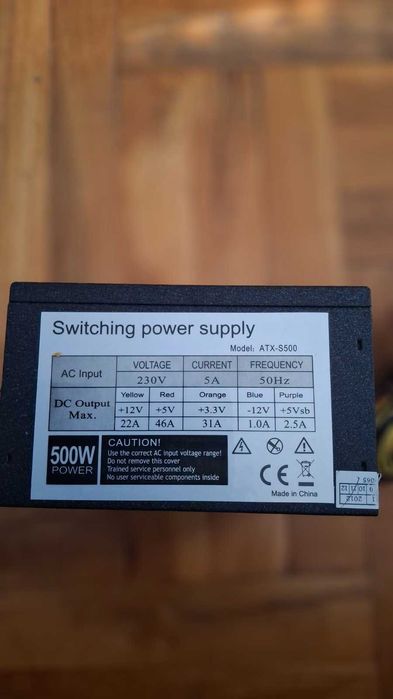 Switching power supply
Model: ATX-S500
AC Input VOLTAGE CURRENT FREQUENCY
230V 5A 50Hz
DC Output Max. Yellow Red Orange Blue Purple
+12V +5V +3.3V -12V +5Vsb
22A 46A 31A 1.0A 2.5A
500W
POWER
CAUTION!
Use the correct AC input voltage range!
Do not remove this cover
Trained service personnel only
No user serviceable components inside
CE
Made in China
2012